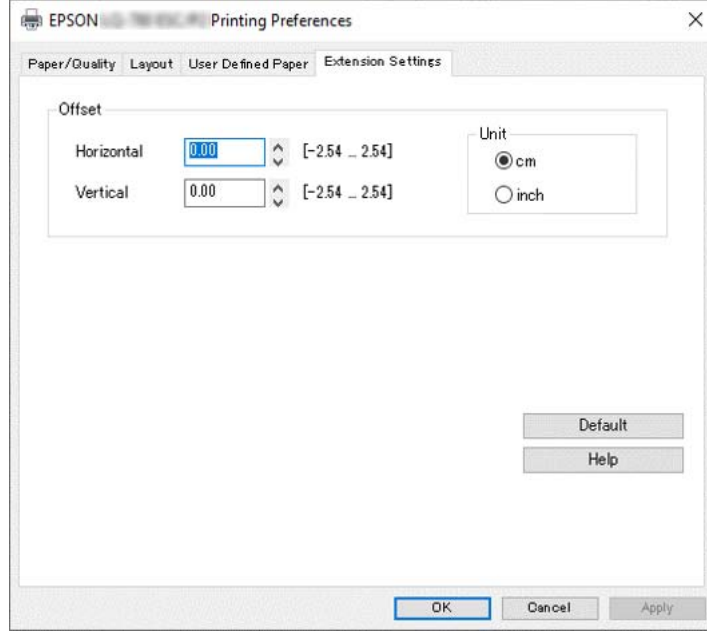 EPSON Printing Preferences
Paper/Quality Layout User Defined Paper Extension Settings
Offset
Horizontal 0.00 [-2.54 .. 2.54]
Vertical 0.00 [-2.54 .. 2.54]
Unit
cm
inch
Default
Help
OK Cancel Apply